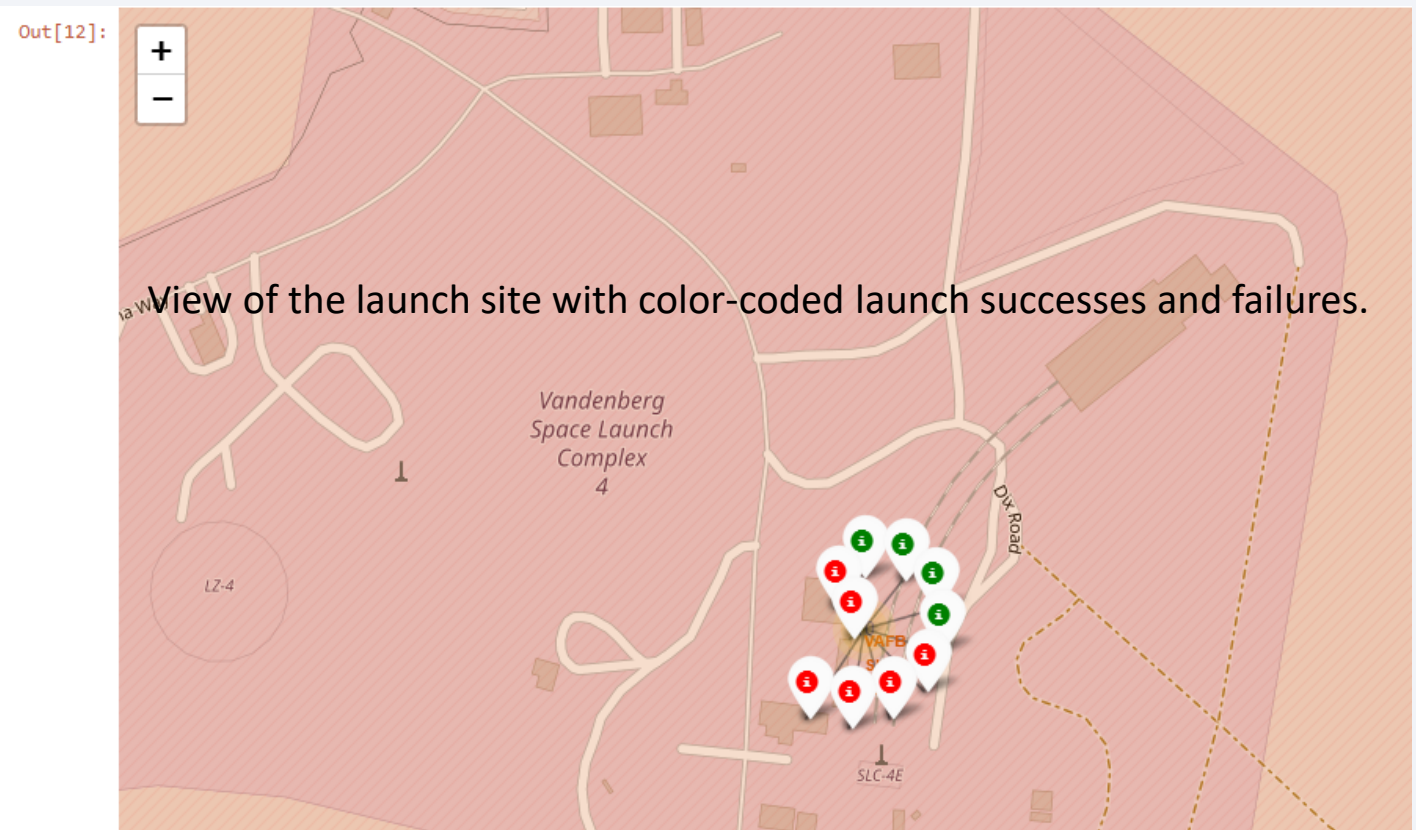 Out[12]:
+
−
View of the launch site with color-coded launch successes and failures.
Vandenberg
Space Launch
Complex
4
Dix Road
LZ-4
VAFB
SLC-4E